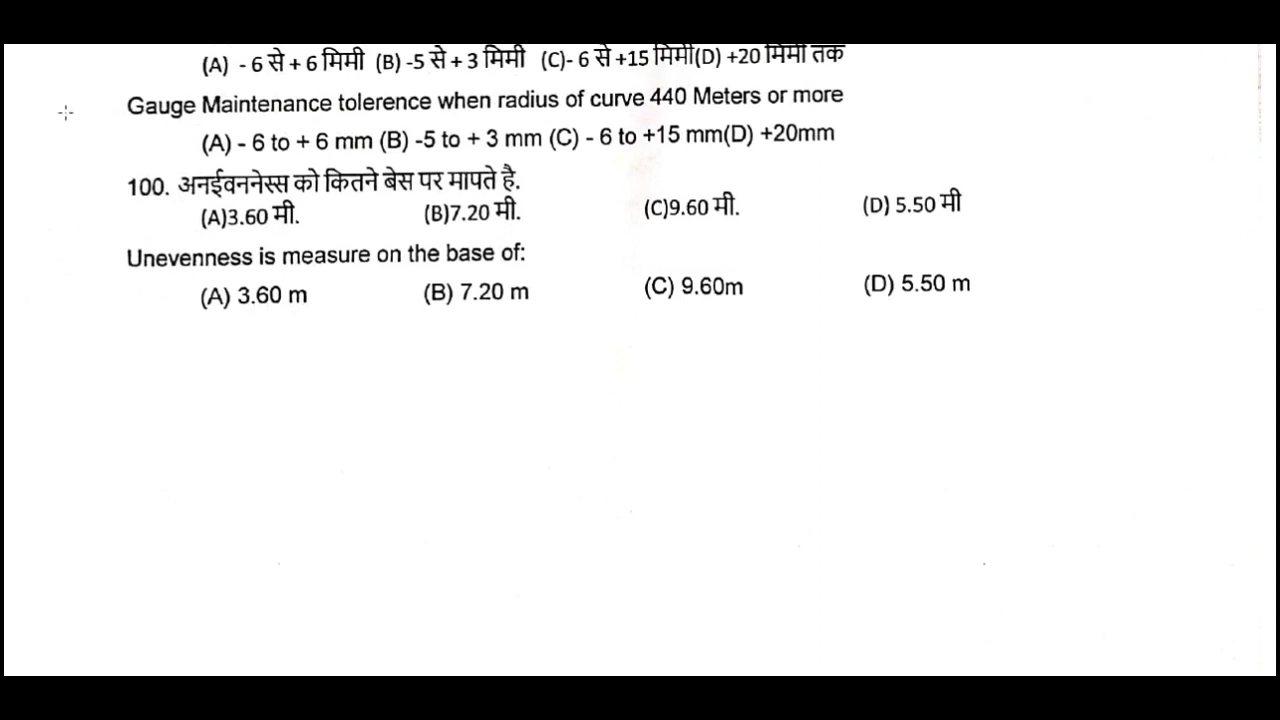 (A) - 6 से + 6 मिमी (B) -5 से + 3 मिमी (C)- 6 से +15 मिमी(D) +20 मिमी तक
Gauge Maintenance tolerence when radius of curve 440 Meters or more
(A) - 6 to + 6 mm (B) -5 to + 3 mm (C) - 6 to +15 mm(D) +20mm
100. अनईवननेस्स को कितने बेस पर मापते है.
(A)3.60 मी. (B)7.20 मी. (C)9.60 मी. (D) 5.50 मी
Unevenness is measure on the base of:
(A) 3.60 m (B) 7.20 m (C) 9.60m (D) 5.50 m